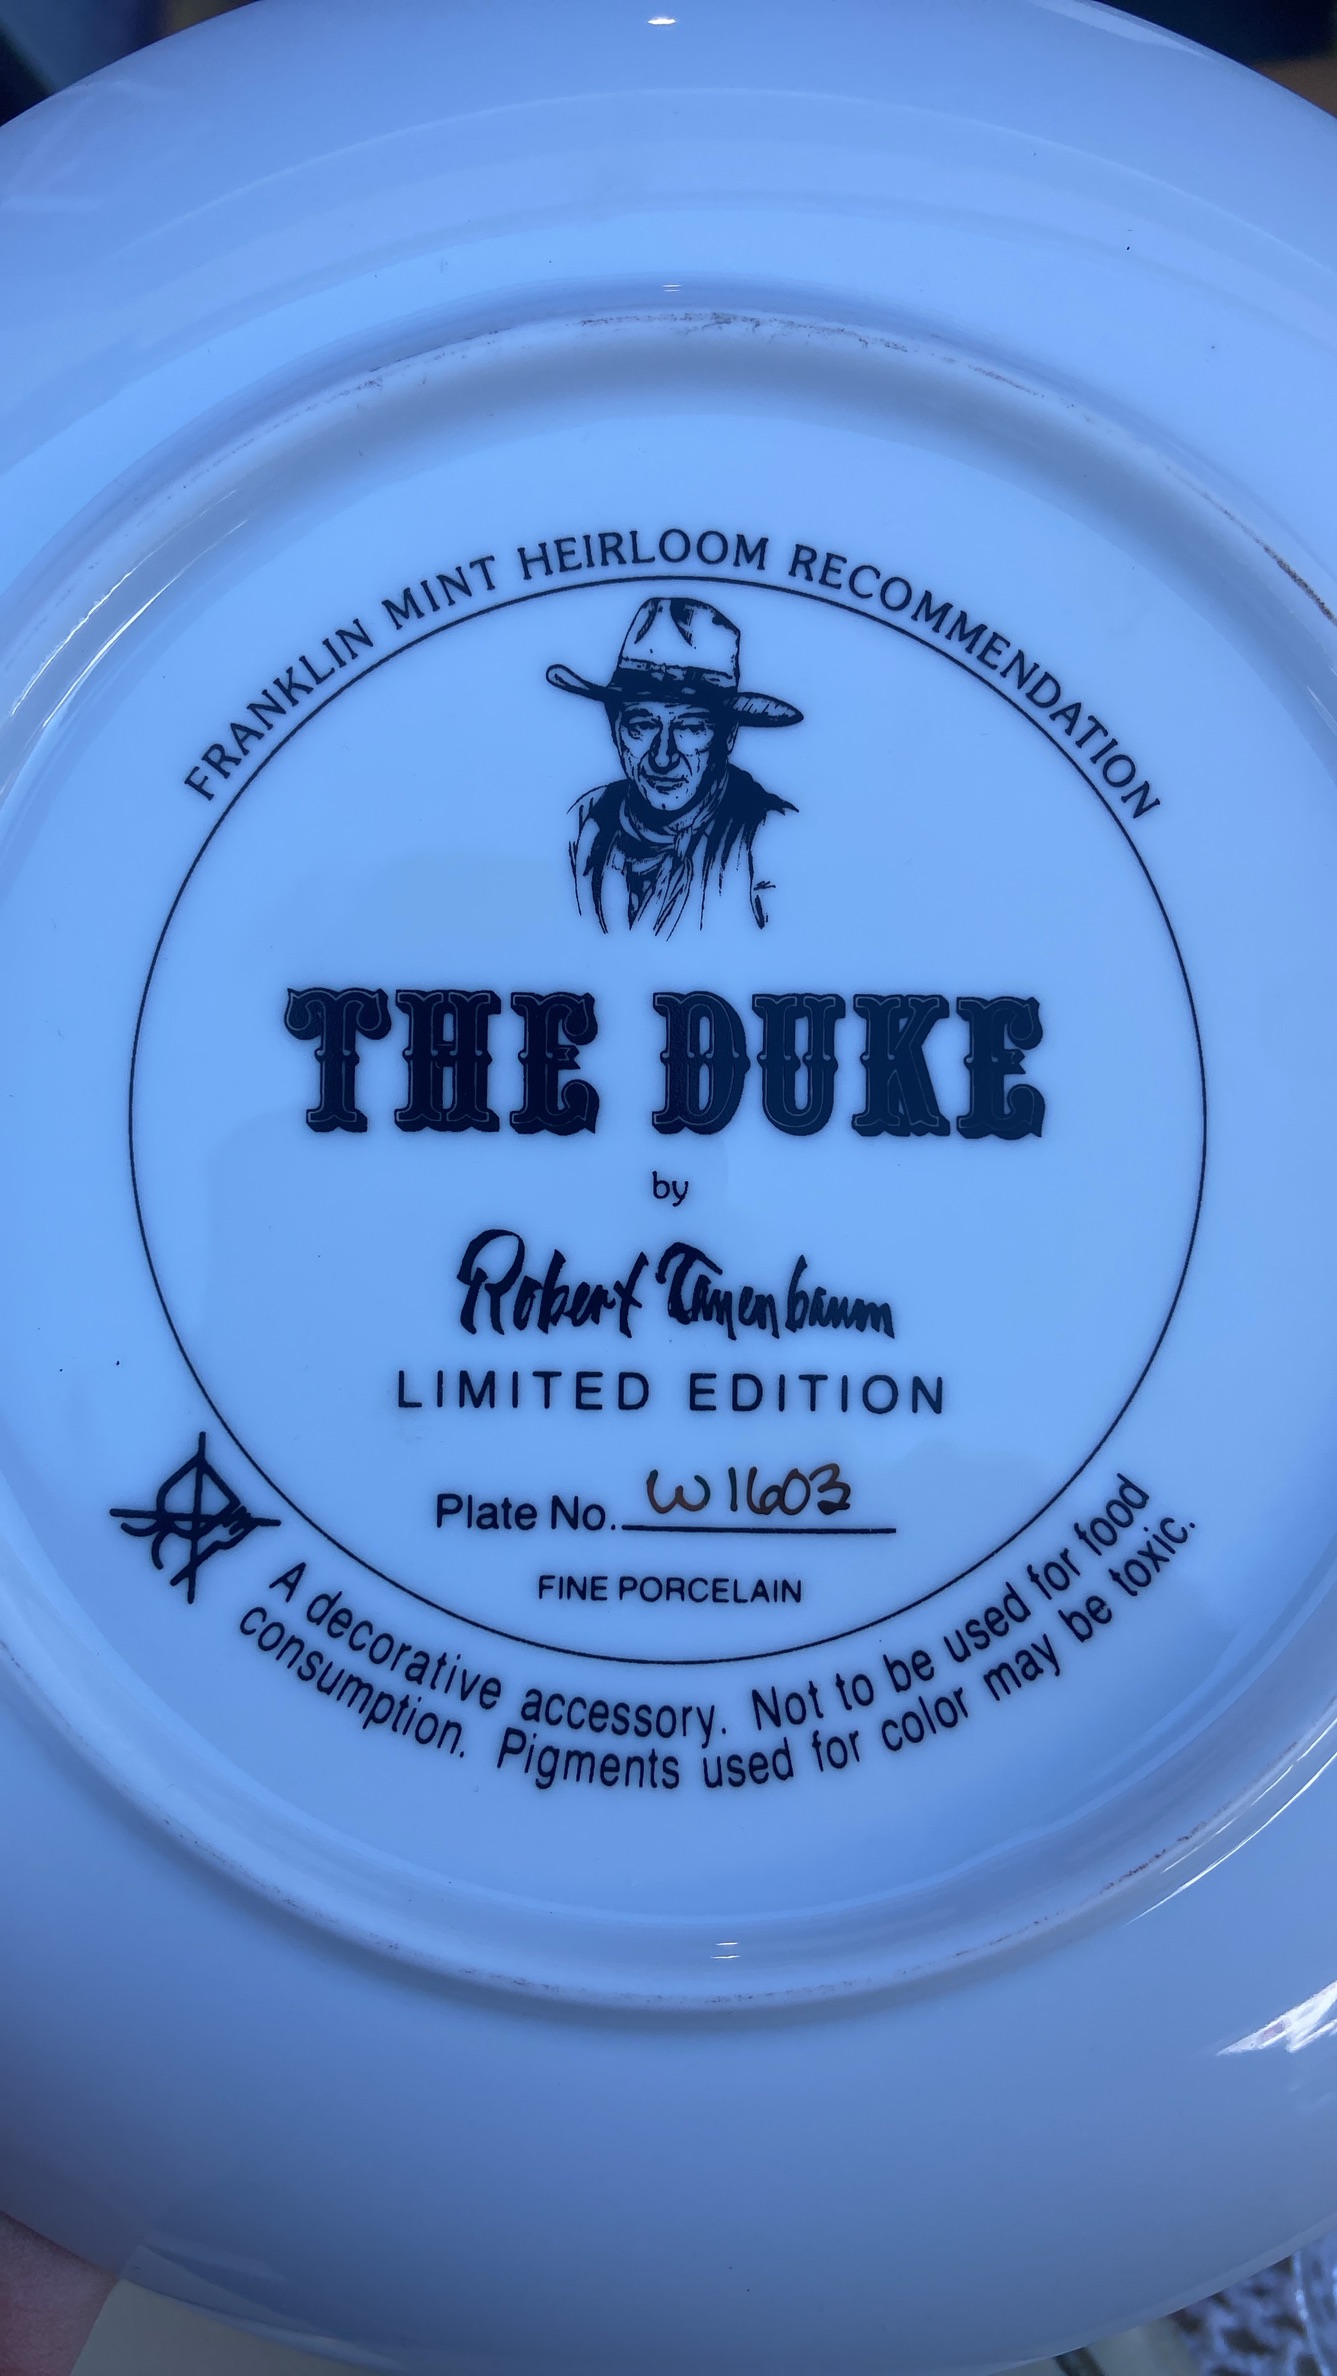 FRANKLIN MINT HEIRLOOM RECOMMENDATION
THE DUKE
by
Robert Tanenbaum
LIMITED EDITION
Plate No. W1603
FINE PORCELAIN
A decorative accessory. Not to be used for food
consumption. Pigments used for color may be toxic.